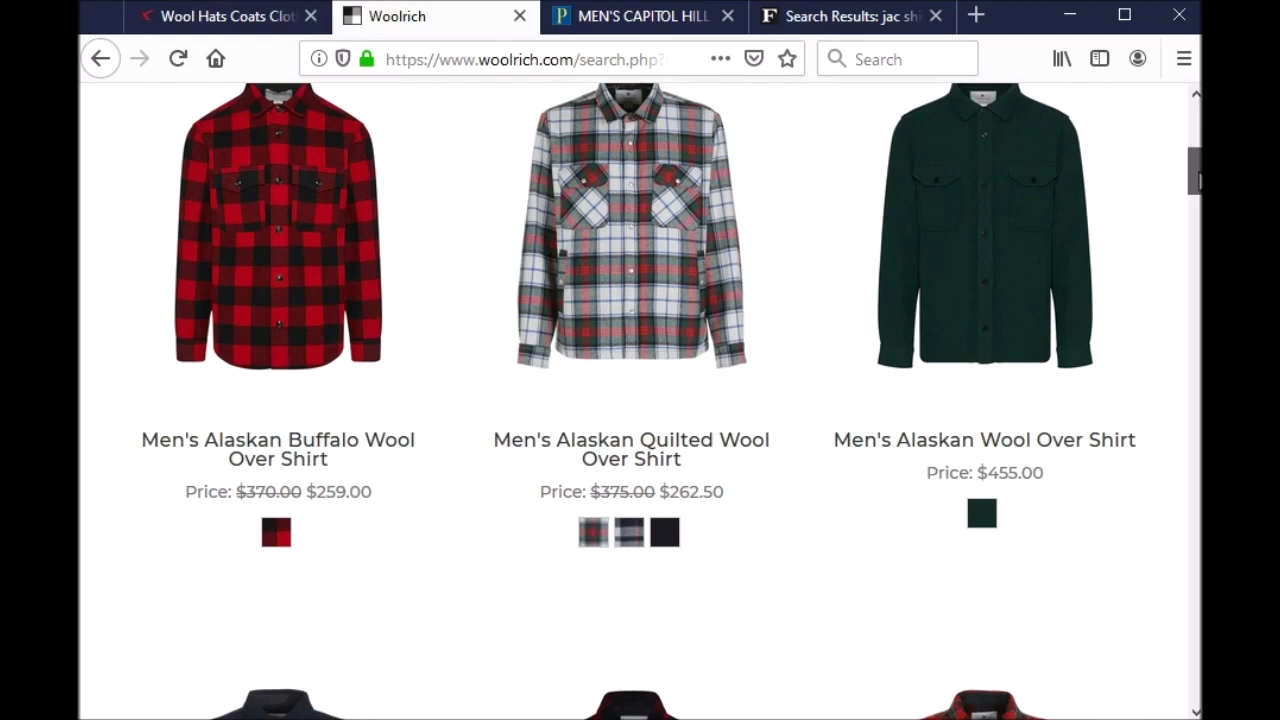 Wool Hats Coats Clot
Woolrich
MEN'S CAPITOL HILL
Search Results: jac shi
https://www.woolrich.com/search.php?
Search
Men's Alaskan Buffalo Wool
Over Shirt
Price: $370.00 $259.00
Men's Alaskan Quilted Wool
Over Shirt
Price: $375.00 $262.50
Men's Alaskan Wool Over Shirt
Price: $455.00